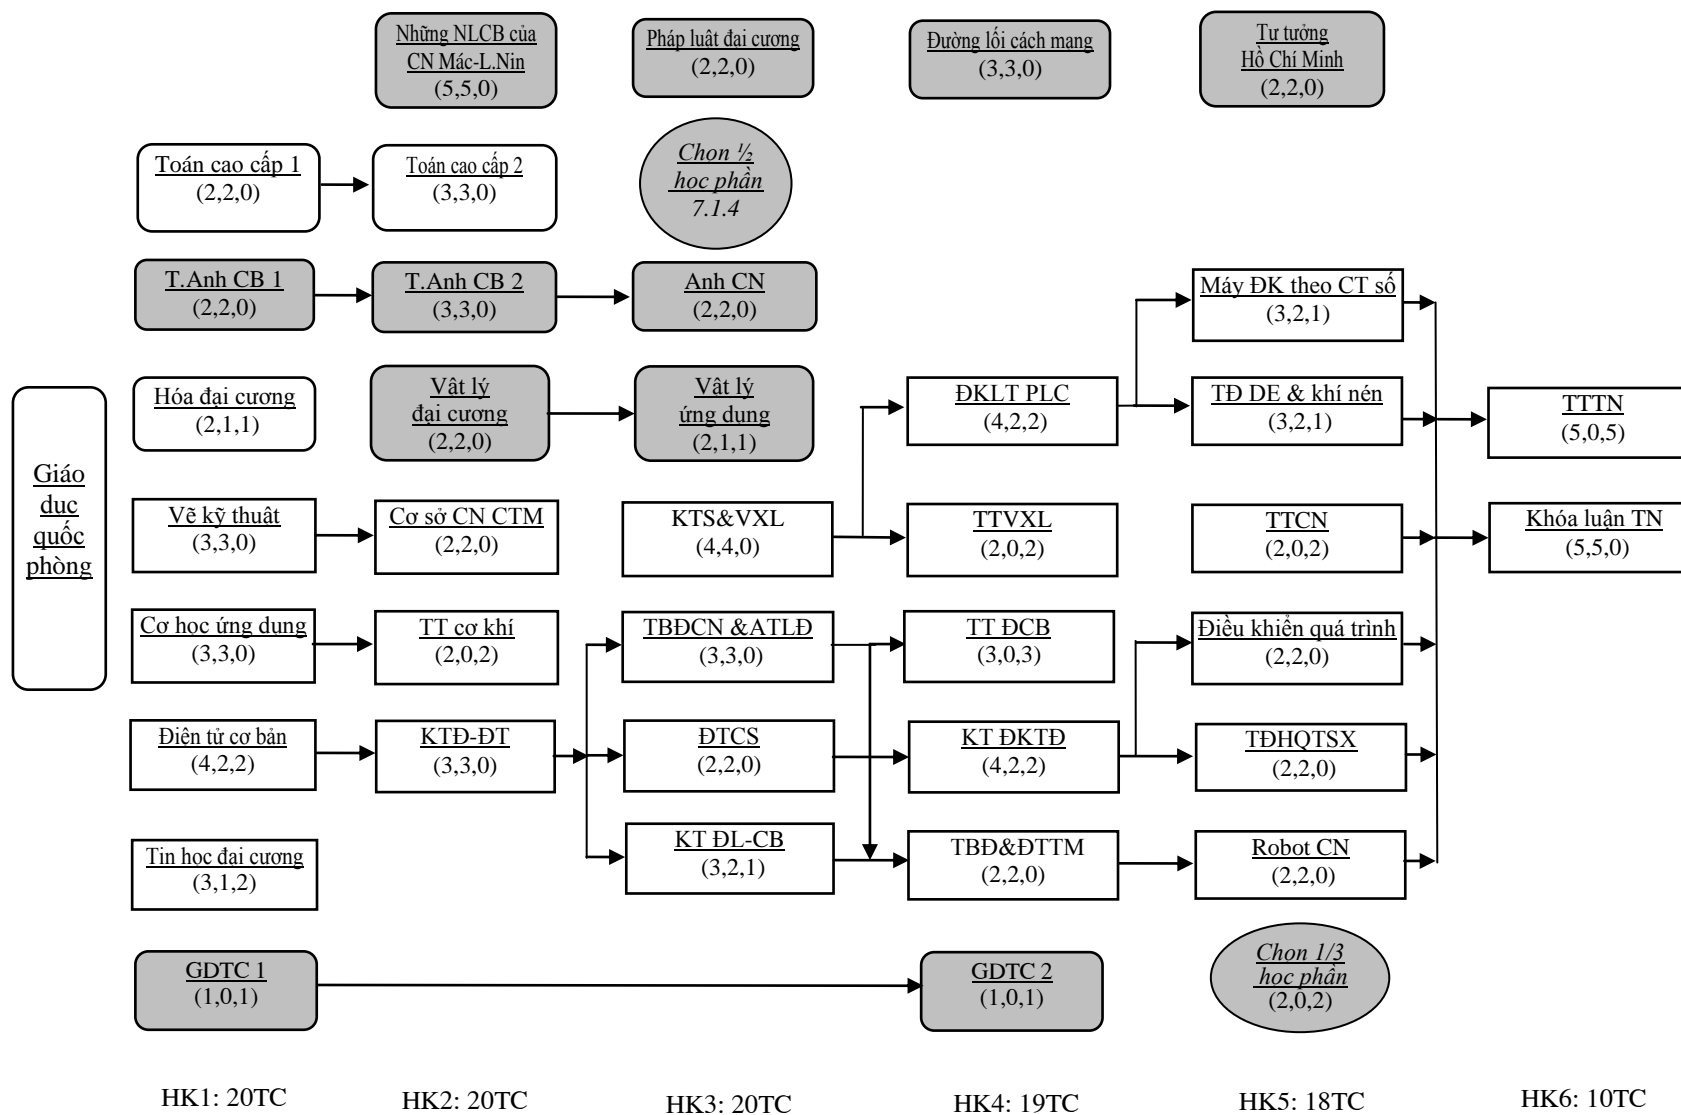 Những NLCB của
CN Mác-L.Nin
(5,5,0)
Pháp luật đại cương
(2,2,0)
Đường lối cách mang
(3,3,0)
Tư tưởng
Hồ Chí Minh
(2,2,0)
Toán cao cấp 1
(2,2,0)
Toán cao cấp 2
(3,3,0)
Chọn ½
học phần
7.1.4
T.Anh CB 1
(2,2,0)
T.Anh CB 2
(3,3,0)
Anh CN
(2,2,0)
Máy ĐK theo CT số
(3,2,1)
Hóa đại cương
(2,1,1)
Vật lý
đại cương
(2,2,0)
Vật lý
ứng dụng
(2,1,1)
ĐKLT PLC
(4,2,2)
TĐ DE & khí nén
(3,2,1)
TTTN
(5,0,5)
Giáo
dục
quốc
phòng
Vẽ kỹ thuật
(3,3,0)
Cơ sở CN CTM
(2,2,0)
KTS&VXL
(4,4,0)
TTVXL
(2,0,2)
TTCN
(2,0,2)
Khóa luận TN
(5,5,0)
Cơ học ứng dụng
(3,3,0)
TT cơ khí
(2,0,2)
TBĐCN &ATLĐ
(3,3,0)
TT ĐCB
(3,0,3)
Điều khiển quá trình
(2,2,0)
Điện tử cơ bản
(4,2,2)
KTĐ-ĐT
(3,3,0)
ĐTCS
(2,2,0)
KT ĐKTĐ
(4,2,2)
TĐHQTSX
(2,2,0)
Tin học đại cương
(3,1,2)
KT ĐL-CB
(3,2,1)
TBĐ&ĐTTM
(2,2,0)
Robot CN
(2,2,0)
GDTC 1
(1,0,1)
GDTC 2
(1,0,1)
Chọn 1/3
học phần
(2,0,2)
HK1: 20TC
HK2: 20TC
HK3: 20TC
HK4: 19TC
HK5: 18TC
HK6: 10TC